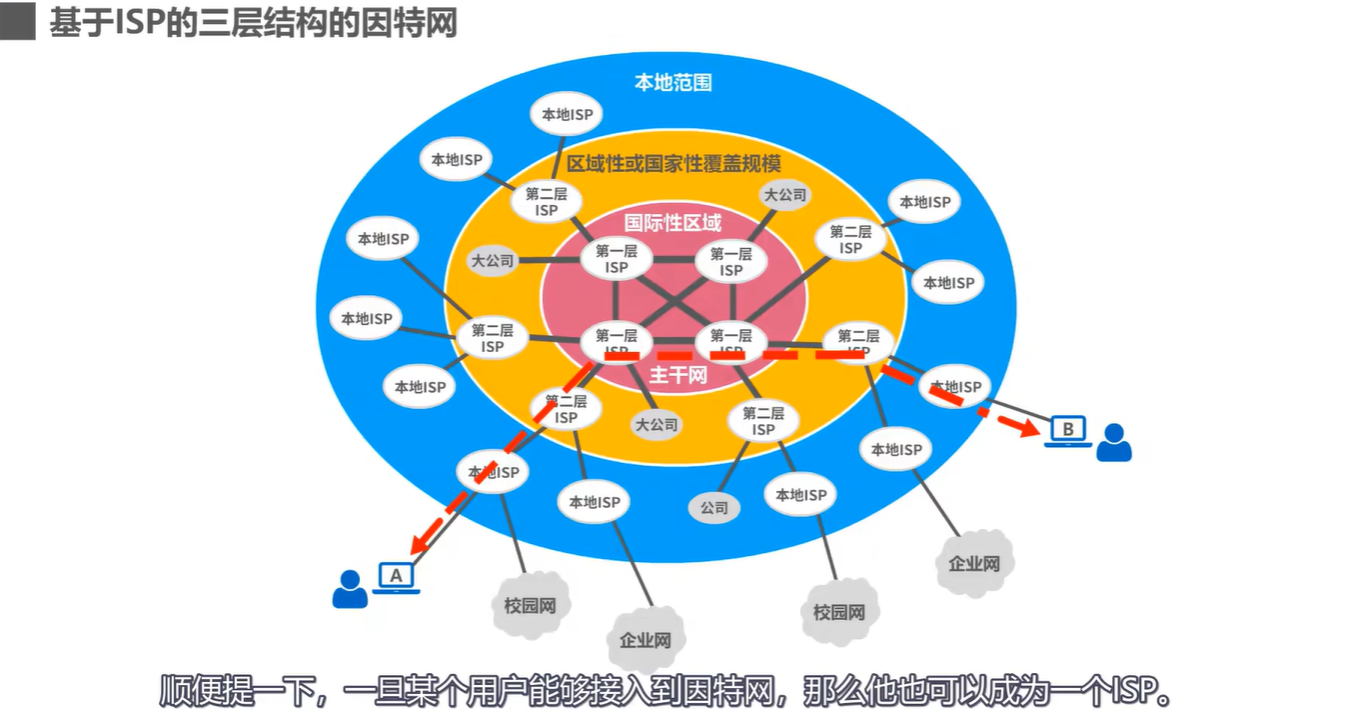 基于ISP的三层结构的因特网
本地范围
本地ISP
本地ISP
区域性或国家性覆盖规模
第二层
ISP
大公司
本地ISP
国际性区域
第二层
ISP
本地ISP
大公司
第一层
ISP
第一层
ISP
本地ISP
本地ISP
第二层
ISP
第一层
ISP
第一层
ISP
第二层
ISP
主干网
本地ISP
本地ISP
第二层
ISP
大公司
第二层
ISP
B
本地ISP
本地ISP
本地ISP
公司
本地ISP
A
企业网
校园网
校园网
企业网
顺便提一下，一旦某个用户能够接入到因特网，那么他也可以成为一个ISP。